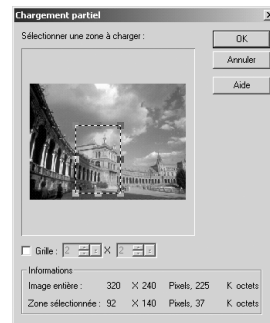 Chargement partiel
Sélectionner une zone à charger :
OK
Annuler
Aide
Grille : 2 X 2
Informations
Image entière : 320 X 240 Pixels, 225 K octets
Zone sélectionnée : 92 X 140 Pixels, 37 K octets